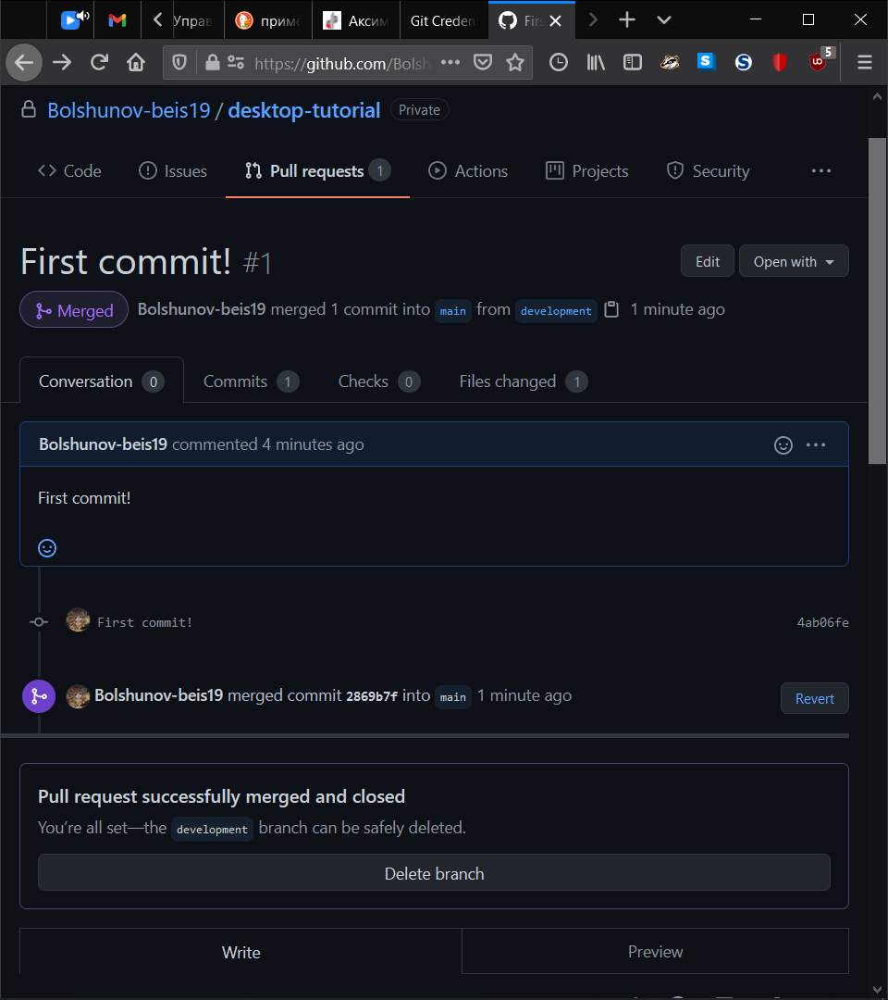 Управ
приме
Аксим
Git Creden
Firs
https://github.com/Bolsh
5
Bolshunov-beis19 / desktop-tutorial Private
Code Issues Pull requests 1 Actions Projects Security
First commit! #1
Edit Open with
Merged Bolshunov-beis19 merged 1 commit into main from development 1 minute ago
Conversation 0 Commits 1 Checks 0 Files changed 1
Bolshunov-beis19 commented 4 minutes ago
First commit!
First commit! 4ab06fe
Bolshunov-beis19 merged commit 2869b7f into main 1 minute ago
Revert
Pull request successfully merged and closed
You're all set—the development branch can be safely deleted.
Delete branch
Write Preview